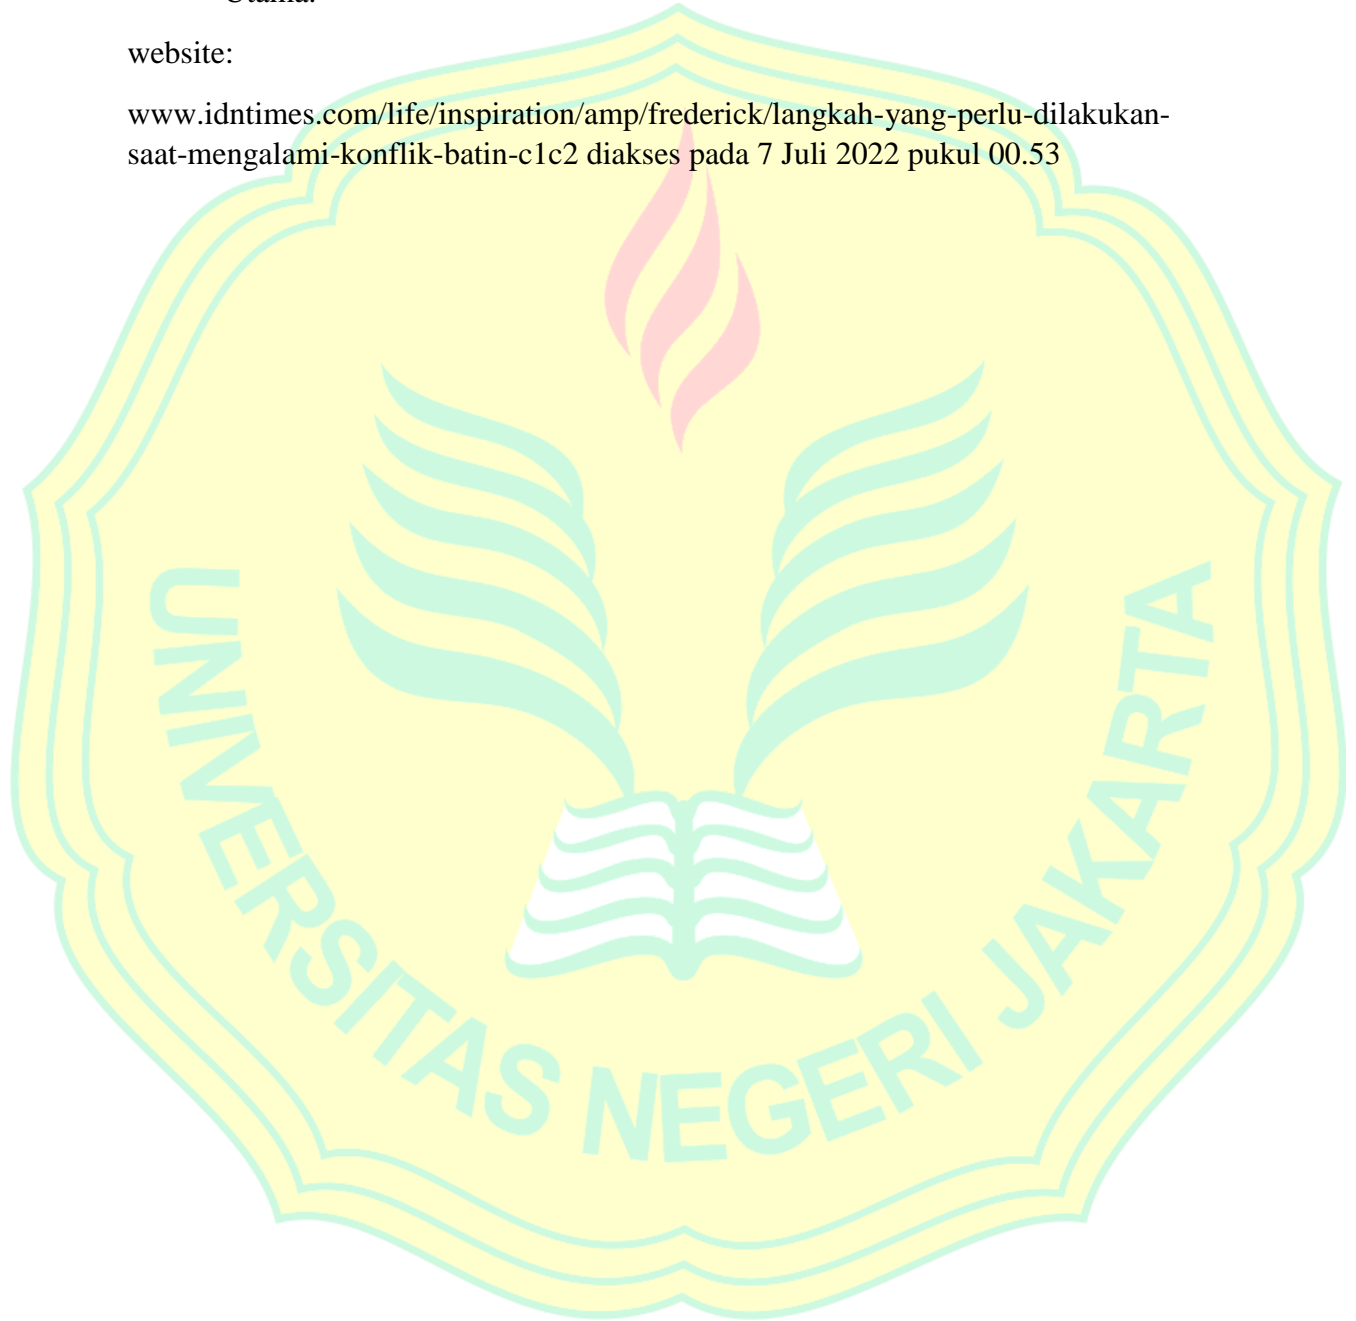 Utama.
website:
www.idntimes.com/life/inspiration/amp/frederick/langkah-yang-perlu-dilakukan-
saat-mengalami-konflik-batin-c1c2 diakses pada 7 Juli 2022 pukul 00.53
UNIVERSITAS NEGERI JAKARTA